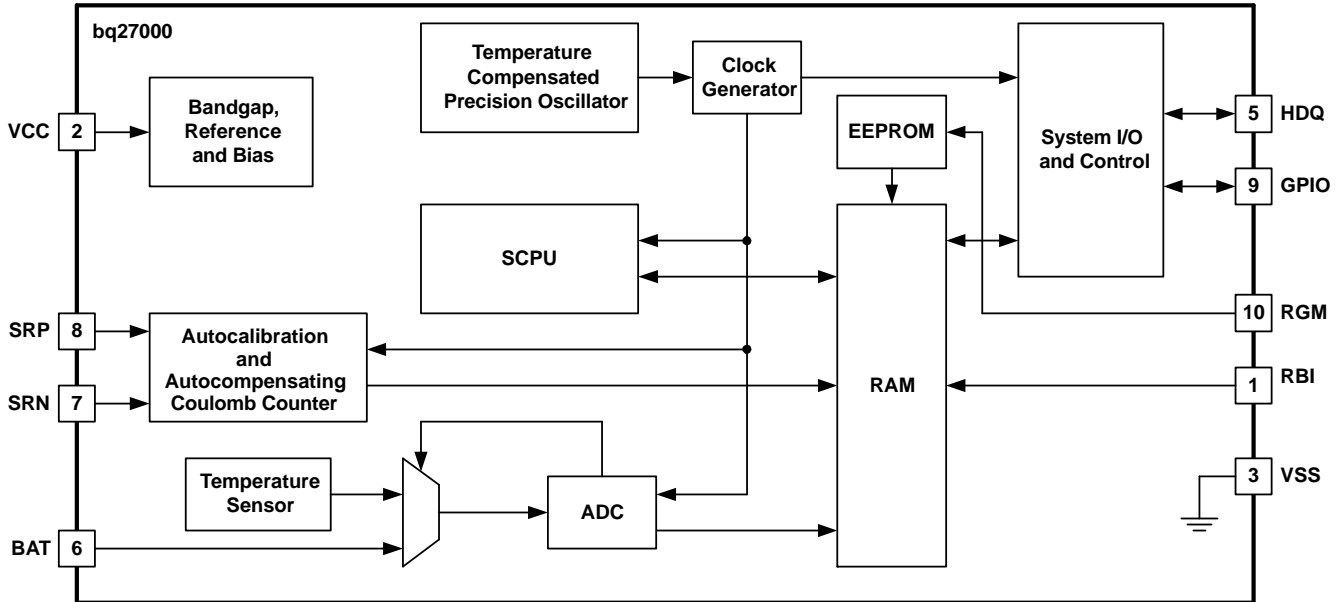 bq27000
Temperature
Compensated
Precision Oscillator
Clock
Generator
Bandgap,
Reference
and Bias
VCC
2
EEPROM
System I/O
and Control
5
HDQ
9
GPIO
SCPU
SRP
8
SRN
7
Autocalibration
and
Autocompensating
Coulomb Counter
RAM
10
RGM
1
RBI
Temperature
Sensor
ADC
3
VSS
BAT
6